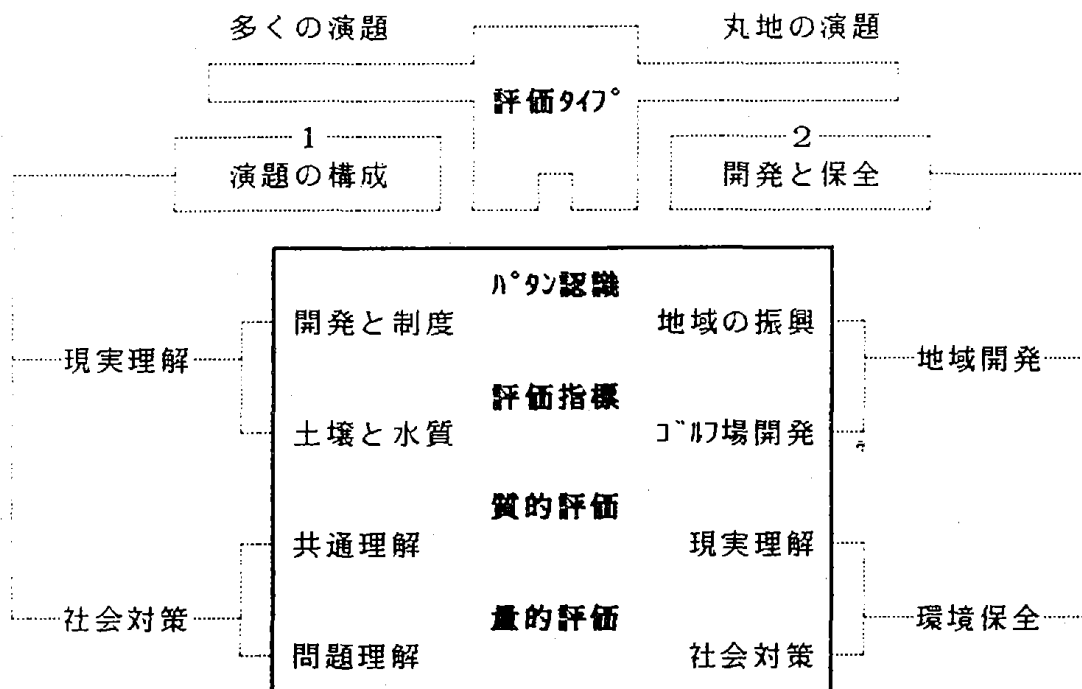 多くの演題 丸地の演題
評価ﾀｲﾌﾟ
1 2
演題の構成 開発と保全
ﾊﾟﾀﾝ認識
開発と制度 地域の振興
現実理解 地域開発
評価指標
土壌と水質 ｺﾞﾙﾌ場開発
質的評価
共通理解 現実理解
社会対策 量的評価 環境保全
問題理解 社会対策